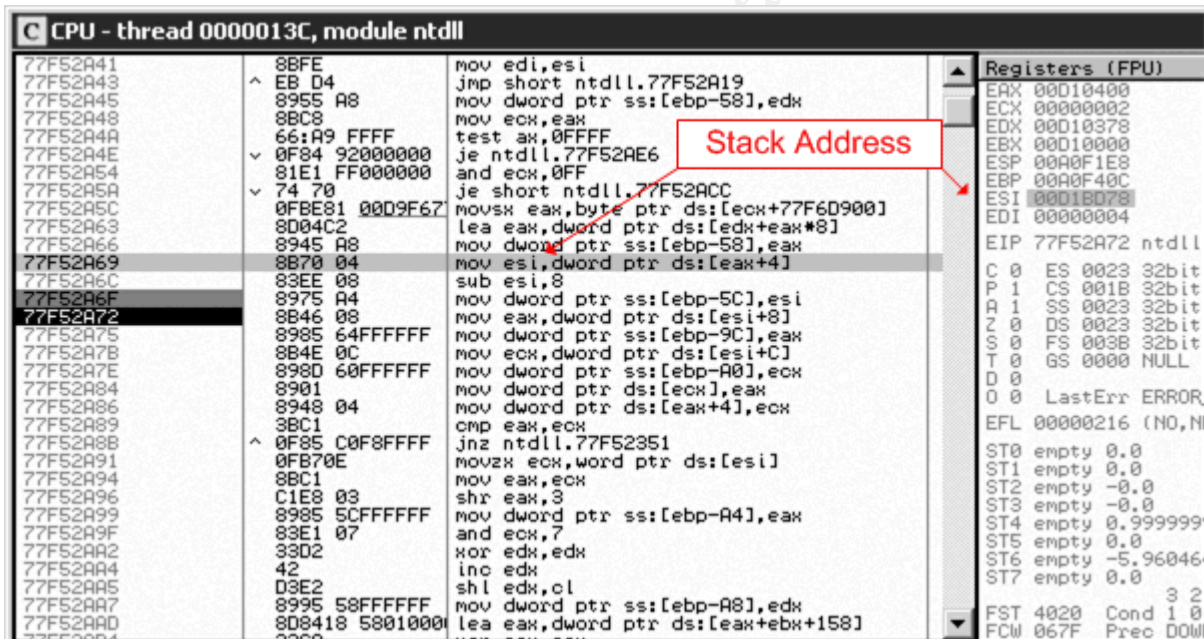 C CPU - thread 0000013C, module ntdll
77F52A41 8BFE mov edi,esi
77F52A43 ^ EB D4 jmp short ntdll.77F52A19
77F52A45 8955 A8 mov dword ptr ss:[ebp-58],edx
77F52A48 8BC8 mov ecx,eax
77F52A4A 66:A9 FFFF test ax,0FFFF
77F52A4E v 0F84 92000000 je ntdll.77F52AE6
77F52A54 81E1 FF000000 and ecx,0FF
77F52A5A v 74 70 je short ntdll.77F52ACC
77F52A5C 0FBE81 00D9F67 movsx eax,byte ptr ds:[ecx+77F6D900]
77F52A63 8D04C2 lea eax,dword ptr ds:[edx+eax*8]
77F52A66 8945 A8 mov dword ptr ss:[ebp-58],eax
77F52A69 8B70 04 mov esi,dword ptr ds:[eax+4]
77F52A6C 83EE 08 sub esi,8
77F52A6F 8975 A4 mov dword ptr ss:[ebp-5C],esi
77F52A72 8B46 08 mov eax,dword ptr ds:[esi+8]
77F52A75 8985 64FFFFFF mov dword ptr ss:[ebp-9C],eax
77F52A7B 8B4E 0C mov ecx,dword ptr ds:[esi+C]
77F52A7E 898D 60FFFFFF mov dword ptr ss:[ebp-A0],ecx
77F52A84 8901 mov dword ptr ds:[ecx],eax
77F52A86 8948 04 mov dword ptr ds:[eax+4],ecx
77F52A89 3BC1 cmp eax,ecx
77F52A8B ^ 0F85 C0F8FFFF jnz ntdll.77F52351
77F52A91 0FB70E movzx ecx,word ptr ds:[esi]
77F52A94 8BC1 mov eax,ecx
77F52A96 C1E8 03 shr eax,3
77F52A99 8985 5CFFFFFF mov dword ptr ss:[ebp-A4],eax
77F52A9F 83E1 07 and ecx,7
77F52AA2 33D2 xor edx,edx
77F52AA4 42 inc edx
77F52AA5 D3E2 shl edx,cl
77F52AA7 8995 58FFFFFF mov dword ptr ss:[ebp-A8],edx
77F52AAD 8D8418 5801000 lea eax,dword ptr ds:[eax+ebx+158]
Stack Address
Registers (FPU)
EAX 00D10400
ECX 00000002
EDX 00D10378
EBX 00D10000
ESP 00A0F1E8
EBP 00A0F40C
ESI 00D1BD78
EDI 00000004
EIP 77F52A72 ntdll
C 0 ES 0023 32bit
P 1 CS 001B 32bit
A 1 SS 0023 32bit
Z 0 DS 0023 32bit
S 0 FS 003B 32bit
T 0 GS 0000 NULL
D 0
O 0 LastErr ERROR_
EFL 00000216 (NO,N
ST0 empty 0.0
ST1 empty 0.0
ST2 empty -0.0
ST3 empty -0.0
ST4 empty 0.9999999
ST5 empty 0.0
ST6 empty -5.960464
ST7 empty 0.0
3 2
FST 4020 Cond 1 0
FCW 067F Prec DOW